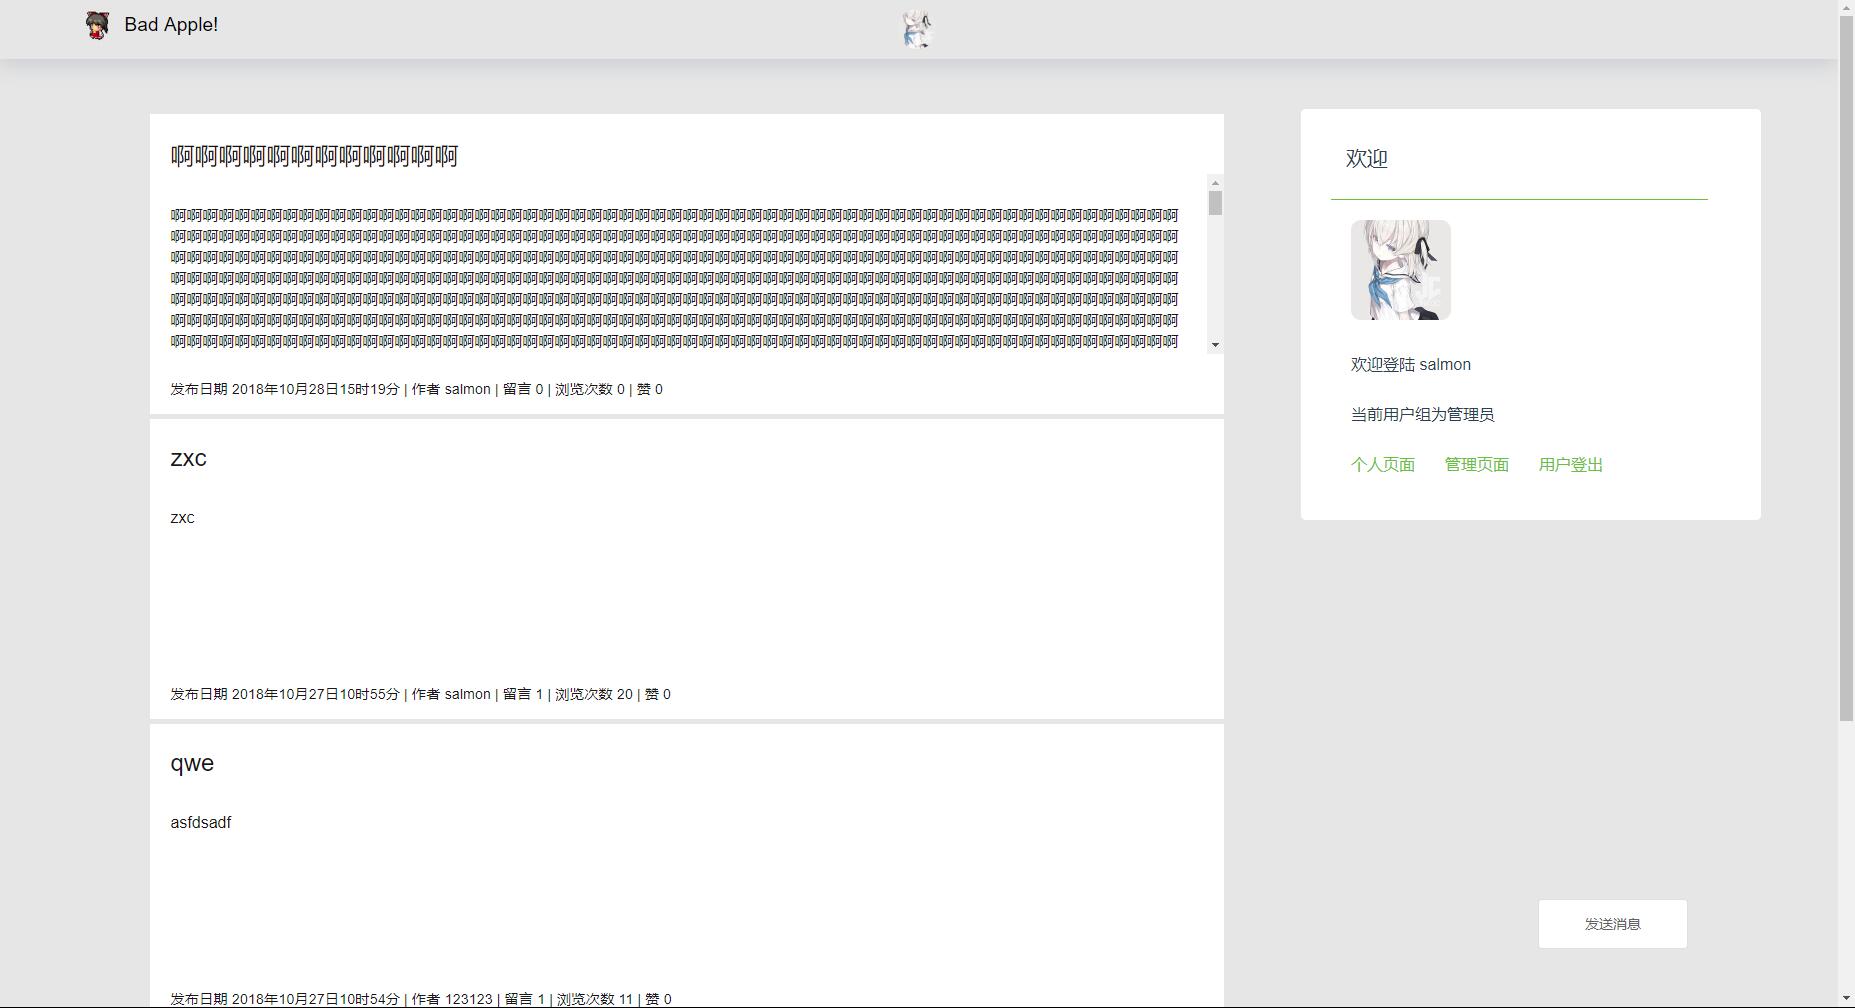 Bad Apple!
啊啊啊啊啊啊啊啊啊啊啊啊
啊啊啊啊啊啊啊啊啊啊啊啊啊啊啊啊啊啊啊啊啊啊啊啊啊啊啊啊啊啊啊啊啊啊啊啊啊啊啊啊啊啊啊啊啊啊啊啊啊啊啊啊啊啊啊啊啊啊啊啊啊啊啊
啊啊啊啊啊啊啊啊啊啊啊啊啊啊啊啊啊啊啊啊啊啊啊啊啊啊啊啊啊啊啊啊啊啊啊啊啊啊啊啊啊啊啊啊啊啊啊啊啊啊啊啊啊啊啊啊啊啊啊啊啊啊啊
啊啊啊啊啊啊啊啊啊啊啊啊啊啊啊啊啊啊啊啊啊啊啊啊啊啊啊啊啊啊啊啊啊啊啊啊啊啊啊啊啊啊啊啊啊啊啊啊啊啊啊啊啊啊啊啊啊啊啊啊啊啊啊
啊啊啊啊啊啊啊啊啊啊啊啊啊啊啊啊啊啊啊啊啊啊啊啊啊啊啊啊啊啊啊啊啊啊啊啊啊啊啊啊啊啊啊啊啊啊啊啊啊啊啊啊啊啊啊啊啊啊啊啊啊啊啊
啊啊啊啊啊啊啊啊啊啊啊啊啊啊啊啊啊啊啊啊啊啊啊啊啊啊啊啊啊啊啊啊啊啊啊啊啊啊啊啊啊啊啊啊啊啊啊啊啊啊啊啊啊啊啊啊啊啊啊啊啊啊啊
啊啊啊啊啊啊啊啊啊啊啊啊啊啊啊啊啊啊啊啊啊啊啊啊啊啊啊啊啊啊啊啊啊啊啊啊啊啊啊啊啊啊啊啊啊啊啊啊啊啊啊啊啊啊啊啊啊啊啊啊啊啊啊
啊啊啊啊啊啊啊啊啊啊啊啊啊啊啊啊啊啊啊啊啊啊啊啊啊啊啊啊啊啊啊啊啊啊啊啊啊啊啊啊啊啊啊啊啊啊啊啊啊啊啊啊啊啊啊啊啊啊啊啊啊啊啊
发布日期 2018年10月28日15时19分 | 作者 salmon | 留言 0 | 浏览次数 0 | 赞 0
zxc
zxc
发布日期 2018年10月27日10时55分 | 作者 salmon | 留言 1 | 浏览次数 20 | 赞 0
qwe
asfdsadf
发布日期 2018年10月27日10时54分 | 作者 123123 | 留言 1 | 浏览次数 11 | 赞 0
欢迎
欢迎登陆 salmon
当前用户组为管理员
个人页面 管理页面 用户登出
发送消息